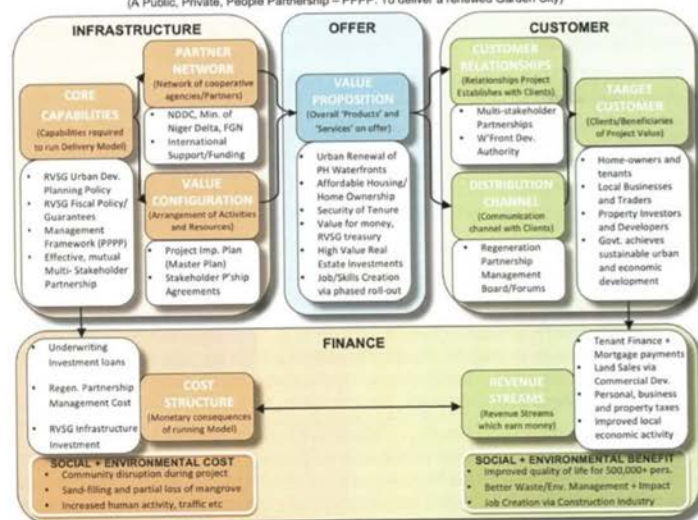 (A Public, Private, People Partnership – PPPP: To deliver a renewed Garden City)
INFRASTRUCTURE
PARTNER
NETWORK
(Network of cooperative
agencies/Partners)
NDDC, Min. of
Niger Delta, FGN
International
Support/Funding
CORE
CAPABILITIES
(Capabilities required
to run Delivery Model)
RVSG Urban Dev.
Planning Policy
RVSG Fiscal Policy/
Guarantees
Management
Framework (PPPP)
Effective, mutual
Multi- Stakeholder
Partnership
VALUE
CONFIGURATION
(Arrangement of Activities
and Resources)
Project Imp. Plan
(Master Plan)
Stakeholder P'ship
Agreements
OFFER
VALUE
PROPOSITION
(Overall 'Products' and
'Services' on offer)
Urban Renewal of
PH Waterfronts
Affordable Housing/
Home Ownership
Security of Tenure
Value for money,
RVSG treasury
High Value Real
Estate Investments
Job/Skills Creation
via phased roll-out
CUSTOMER
CUSTOMER
RELATIONSHIPS
(Relationships Project
Establishes with Clients)
Multi-stakeholder
Partnerships
W'Front Dev.
Authority
DISTRIBUTION
CHANNEL
(Communication
channel with Clients)
Regeneration
Partnership
Management
Board/Forums
TARGET
CUSTOMER
(Clients/Beneficiaries
of Project Value)
Home-owners and
tenants
Local Businesses
and Traders
Property Investors
and Developers
Govt. achieves
sustainable urban
and economic
development
FINANCE
Underwriting
Investment loans
Regen. Partnership
Management Cost
RVSG Infrastructure
Investment
COST
STRUCTURE
(Monetary consequences
of running Model)
REVENUE
STREAMS
(Revenue Streams
which earn money)
Tenant Finance +
Mortgage payments
Land Sales via
Commercial Dev.
Personal, business
and property taxes
Improved local
economic activity
SOCIAL + ENVIRONMENTAL COST
Community disruption during project
Sand-filling and partial loss of mangrove
Increased human activity, traffic etc
SOCIAL + ENVIRONMENTAL BENEFIT
Improved quality of life for 500,000+ pers.
Better Waste/Env. Management + Impact
Job Creation via Construction Industry